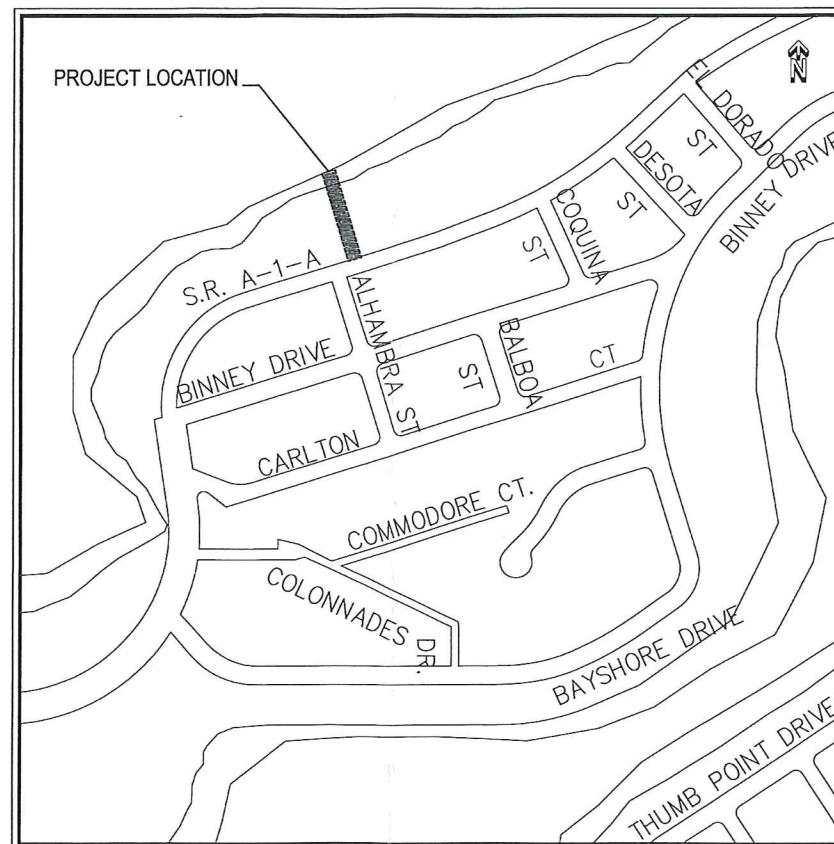 PROJECT LOCATION
N
EL DORADO
ST
DESOTA
BINNEY DRIVE
ST
COQUINA
ST
S.R. A-1-A
ALHAMBRA ST
BINNEY DRIVE
BALBOA
ST
CT
CARLTON
COMMODORE CT.
COLONNADES
DR.
BAYSHORE DRIVE
THUMB POINT DRIVE